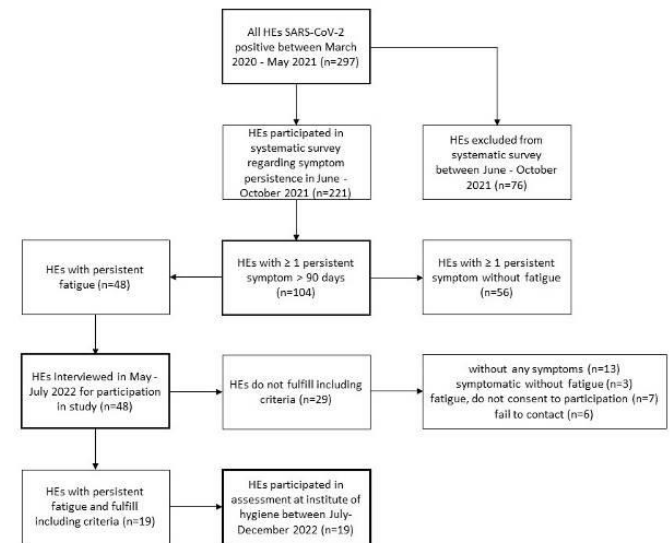 All HEs SARS-CoV-2
positive between March
2020 - May 2021 (n=297)
HEs participated in
systematic survey
regarding symptom
persistence in June -
October 2021 (n=221)
HEs excluded from
systematic survey
between June - October
2021 (n=76)
HEs with persistent
fatigue (n=48)
HEs with ≥ 1 persistent
symptom > 90 days
(n=104)
HEs with ≥ 1 persistent
symptom without fatigue
(n=56)
HEs Interviewed in May -
July 2022 for participation
in study (n=48)
HEs do not fulfill including
criteria (n=29)
without any symptoms (n=13)
symptomatic without fatigue (n=3)
fatigue, do not consent to participation (n=7)
fail to contact (n=6)
HEs with persistent
fatigue and fulfill
including criteria (n=19)
HEs participated in
assessment at institute of
hygiene between July-
December 2022 (n=19)